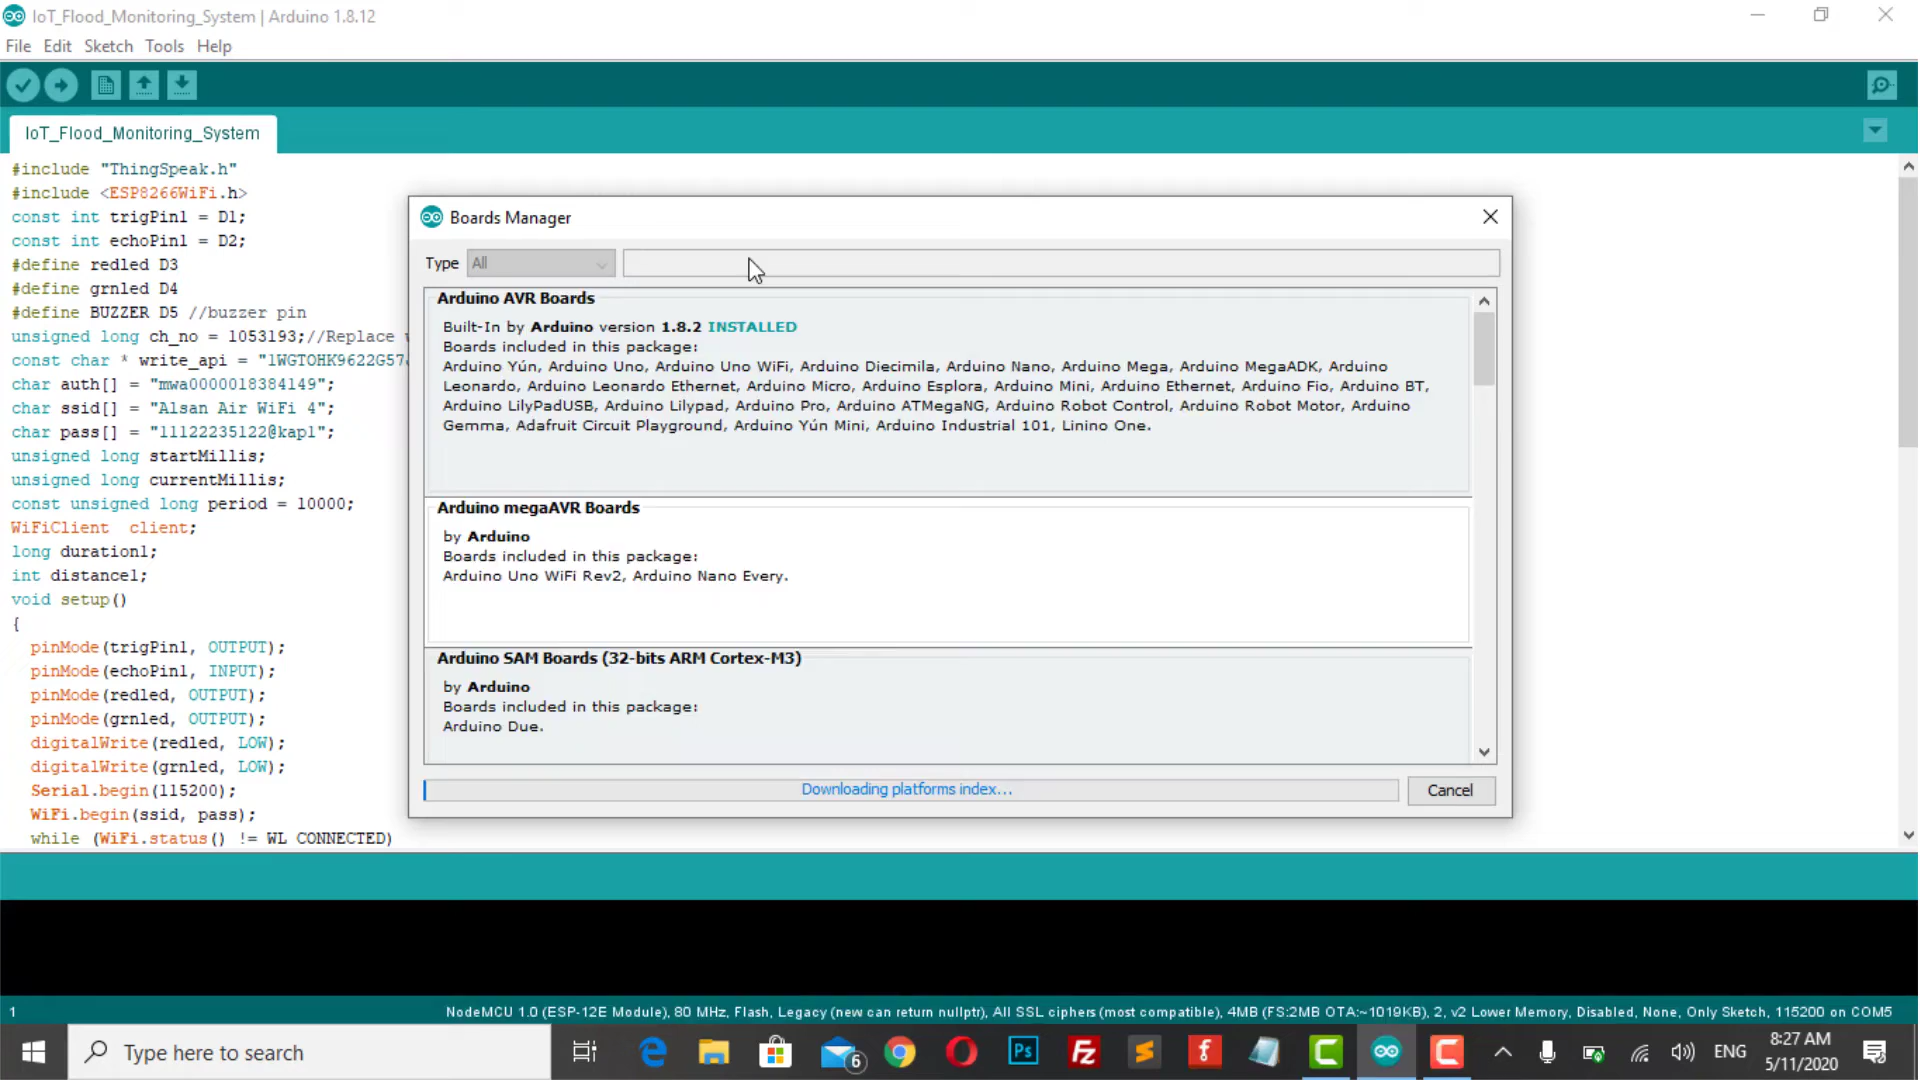 IoT_Flood_Monitoring_System | Arduino 1.8.12
File Edit Sketch Tools Help
IoT_Flood_Monitoring_System
#include "ThingSpeak.h"
#include <ESP8266WiFi.h>
const int trigPin1 = D1;
const int echoPin1 = D2;
#define redled D3
#define grnled D4
#define BUZZER D5 //buzzer pin
unsigned long ch_no = 1053193;//Replace
const char * write_api = "1WGTOHK9622G57
char auth[] = "mwa0000018384149";
char ssid[] = "Alsan Air WiFi 4";
char pass[] = "11122235122@kap1";
unsigned long startMillis;
unsigned long currentMillis;
const unsigned long period = 10000;
WiFiClient  client;
long duration1;
int distance1;
void setup()
{
pinMode(trigPin1, OUTPUT);
pinMode(echoPin1, INPUT);
pinMode(redled, OUTPUT);
pinMode(grnled, OUTPUT);
digitalWrite(redled, LOW);
digitalWrite(grnled, LOW);
Serial.begin(115200);
WiFi.begin(ssid, pass);
while (WiFi.status() != WL_CONNECTED)
Boards Manager
Type All
Arduino AVR Boards
Built-In by Arduino version 1.8.2 INSTALLED
Boards included in this package:
Arduino Yún, Arduino Uno, Arduino Uno WiFi, Arduino Diecimila, Arduino Nano, Arduino Mega, Arduino MegaADK, Arduino
Leonardo, Arduino Leonardo Ethernet, Arduino Micro, Arduino Esplora, Arduino Mini, Arduino Ethernet, Arduino Fio, Arduino BT,
Arduino LilyPadUSB, Arduino Lilypad, Arduino Pro, Arduino ATMegaNG, Arduino Robot Control, Arduino Robot Motor, Arduino
Gemma, Adafruit Circuit Playground, Arduino Yún Mini, Arduino Industrial 101, Linino One.
Arduino megaAVR Boards
by Arduino
Boards included in this package:
Arduino Uno WiFi Rev2, Arduino Nano Every.
Arduino SAM Boards (32-bits ARM Cortex-M3)
by Arduino
Boards included in this package:
Arduino Due.
Downloading platforms index...
Cancel
1
NodeMCU 1.0 (ESP-12E Module), 80 MHz, Flash, Legacy (new can return nullptr), All SSL ciphers (most compatible), 4MB (FS:2MB OTA:~1019KB), 2, v2 Lower Memory, Disabled, None, Only Sketch, 115200 on COM5
Type here to search
6
Ps
Fz
ENG
8:27 AM
5/11/2020